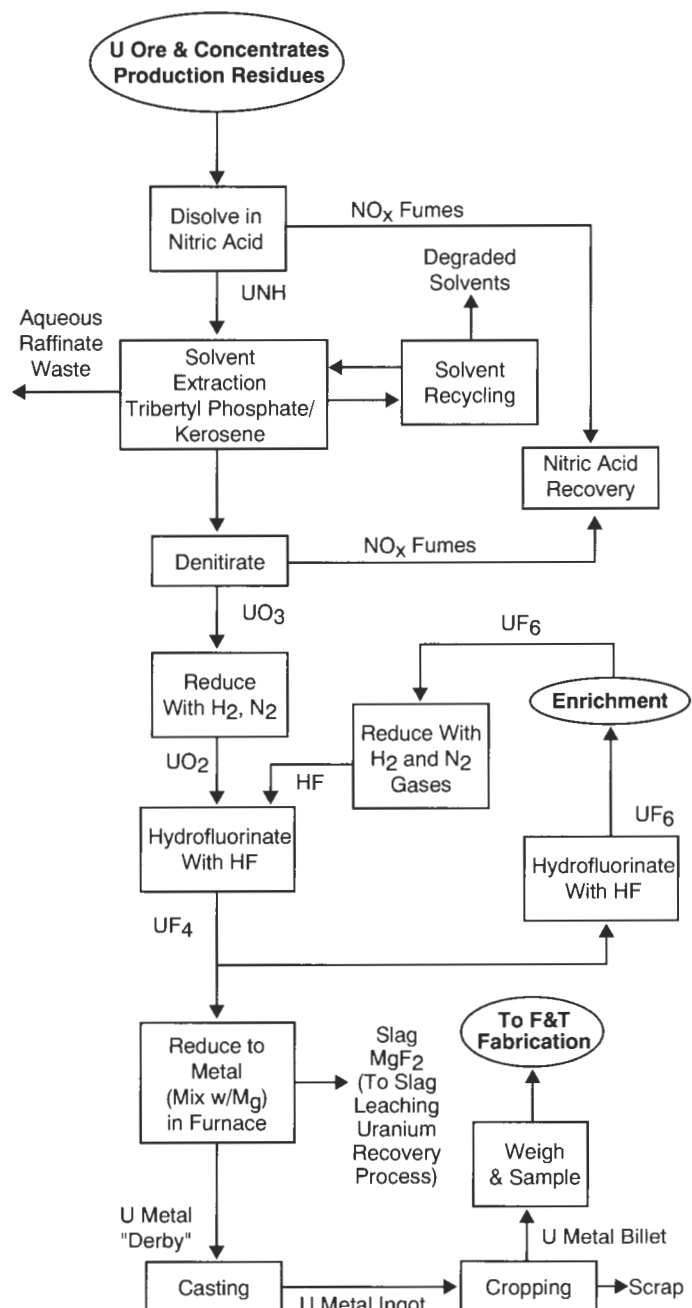 U Ore & Concentrates
Production Residues
Disolve in
Nitric Acid
NOx Fumes
UNH
Degraded
Solvents
Aqueous
Raffinate
Waste
Solvent
Extraction
Tribertyl Phosphate/
Kerosene
Solvent
Recycling
Nitric Acid
Recovery
Denitirate
NOx Fumes
UO3
UF6
Reduce
With H2, N2
Enrichment
Reduce With
H2 and N2
Gases
UO2
HF
UF6
Hydrofluorinate
With HF
Hydrofluorinate
With HF
UF4
To F&T
Fabrication
Reduce to
Metal
(Mix w/Mg)
in Furnace
Slag
MgF2
(To Slag
Leaching
Uranium
Recovery
Process)
Weigh
& Sample
U Metal
"Derby"
U Metal Billet
Casting
U Metal Ingot
Cropping
Scrap